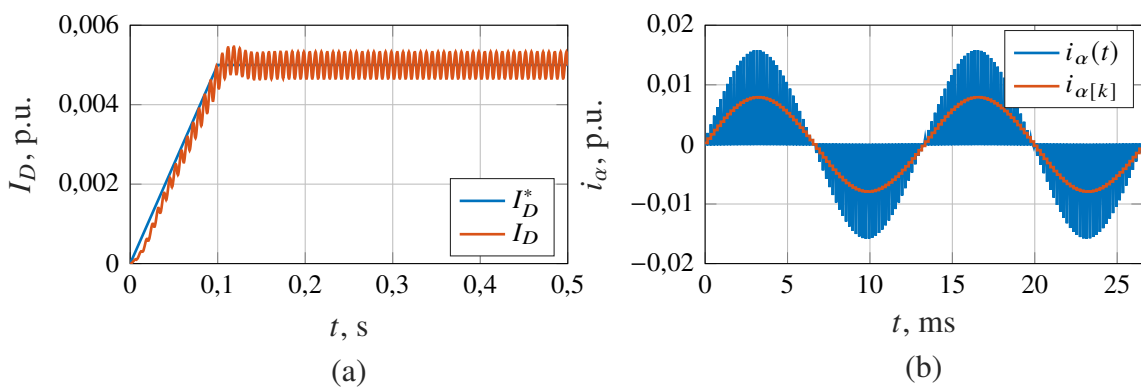 0,006
0,004
0,002
0
I_D, p.u.
0 0,1 0,2 0,3 0,4 0,5
t, s
I_D^*
I_D
(a)
0,02
0,01
0
−0,01
−0,02
i_α, p.u.
0 5 10 15 20 25
t, ms
i_α(t)
i_α[k]
(b)